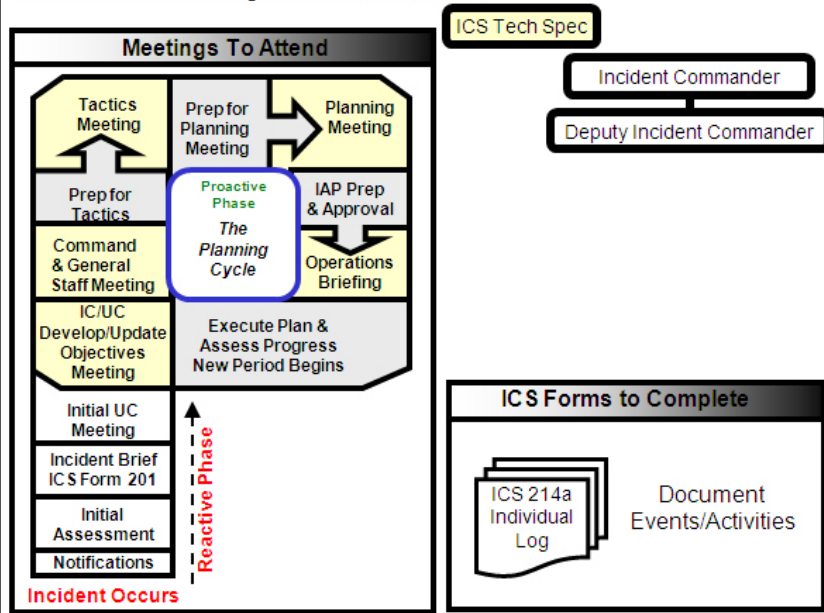 Meetings To Attend
Tactics
Meeting
Prep for
Planning
Meeting
Planning
Meeting
Prep for
Tactics
Proactive
Phase
The
Planning
Cycle
IAP Prep
& Approval
Command
& General
Staff Meeting
Operations
Briefing
IC/UC
Develop/Update
Objectives
Meeting
Execute Plan &
Assess Progress
New Period Begins
Initial UC
Meeting
Incident Brief
ICS Form 201
Initial
Assessment
Notifications
Reactive Phase
Incident Occurs
ICS Tech Spec
Incident Commander
Deputy Incident Commander
ICS Forms to Complete
ICS 214a
Individual
Log
Document
Events/Activities